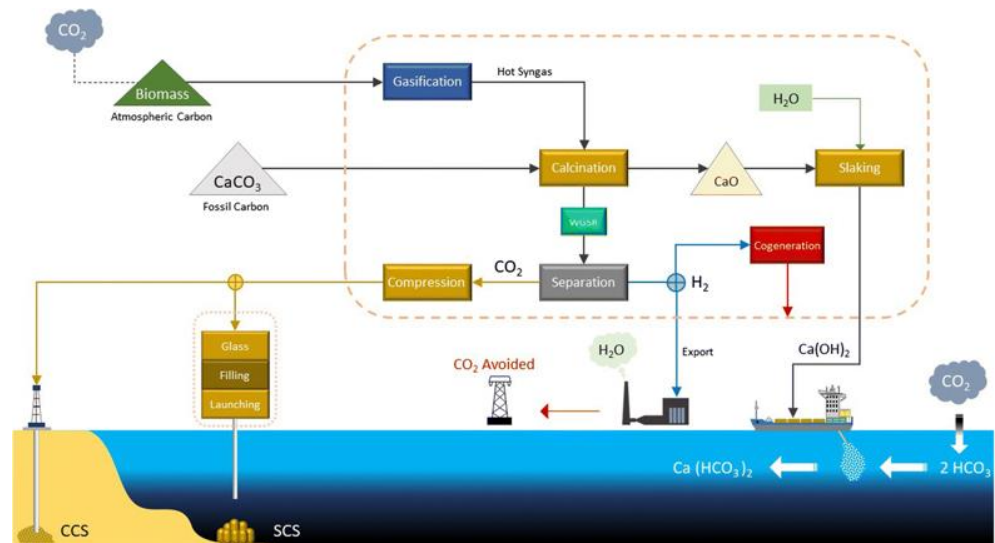 CO₂
Biomass
Atmospheric Carbon
Gasification
Hot Syngas
H₂O
CaCO₃
Fossil Carbon
Calcination
CaO
Slaking
WGSR
Cogeneration
Compression
CO₂
Separation
H₂
Glass
Filling
Launching
CO₂ Avoided
H₂O
Export
Ca(OH)₂
CO₂
Ca (HCO₃)₂
2 HCO₃
CCS
SCS